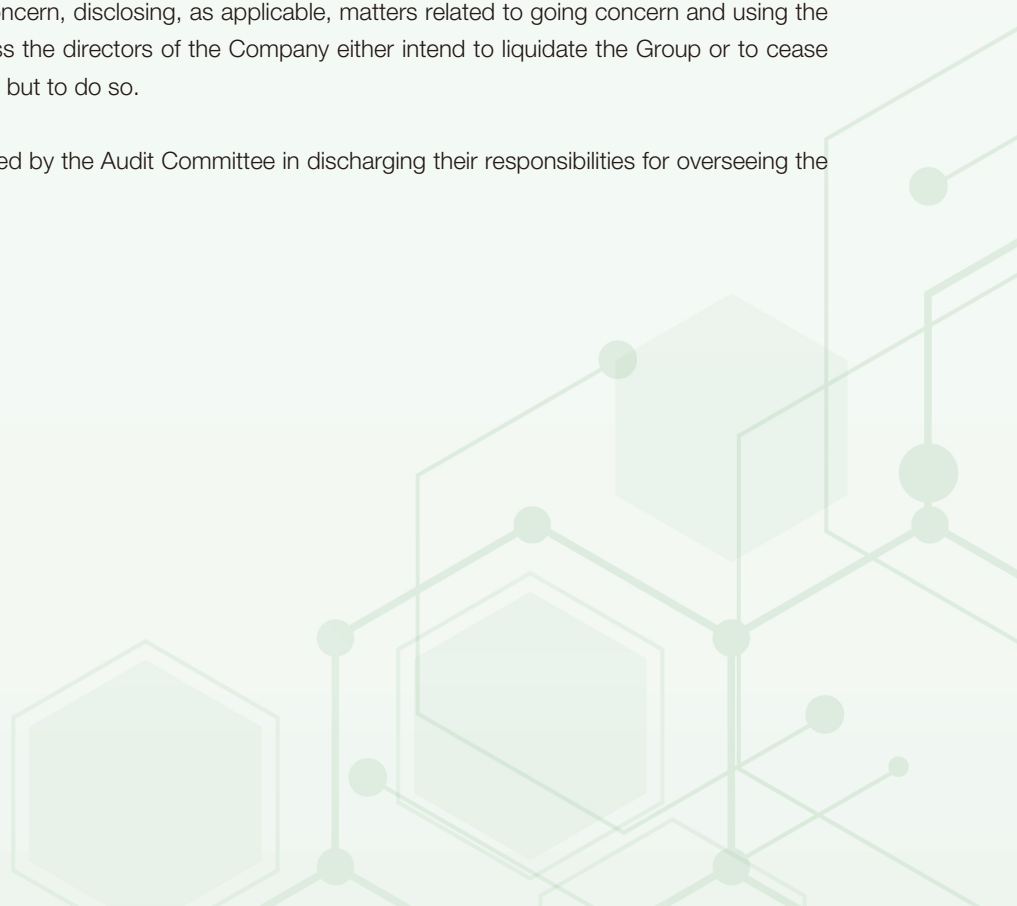 oncern, disclosing, as applicable, matters related to going concern and using the
ss the directors of the Company either intend to liquidate the Group or to cease
but to do so.
ed by the Audit Committee in discharging their responsibilities for overseeing the